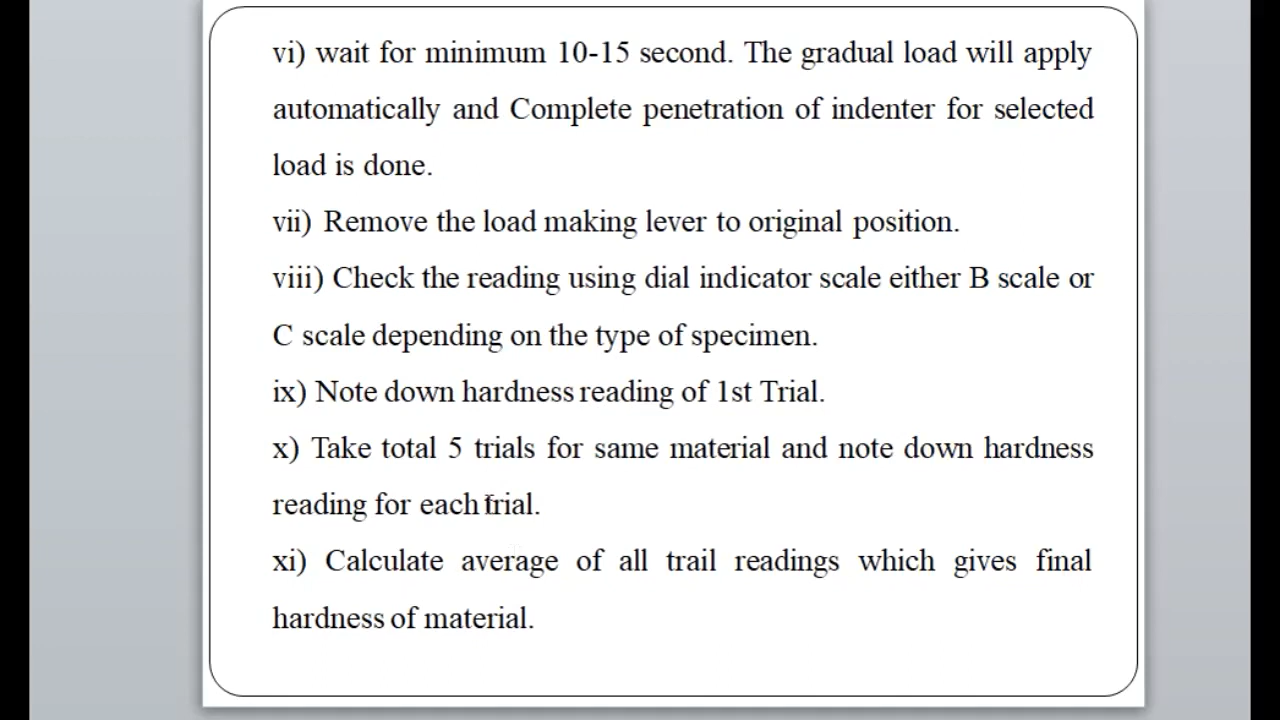 vi) wait for minimum 10-15 second. The gradual load will apply
automatically and Complete penetration of indenter for selected
load is done.
vii) Remove the load making lever to original position.
viii) Check the reading using dial indicator scale either B scale or
C scale depending on the type of specimen.
ix) Note down hardness reading of 1st Trial.
x) Take total 5 trials for same material and note down hardness
reading for each trial.
xi) Calculate average of all trail readings which gives final
hardness of material.